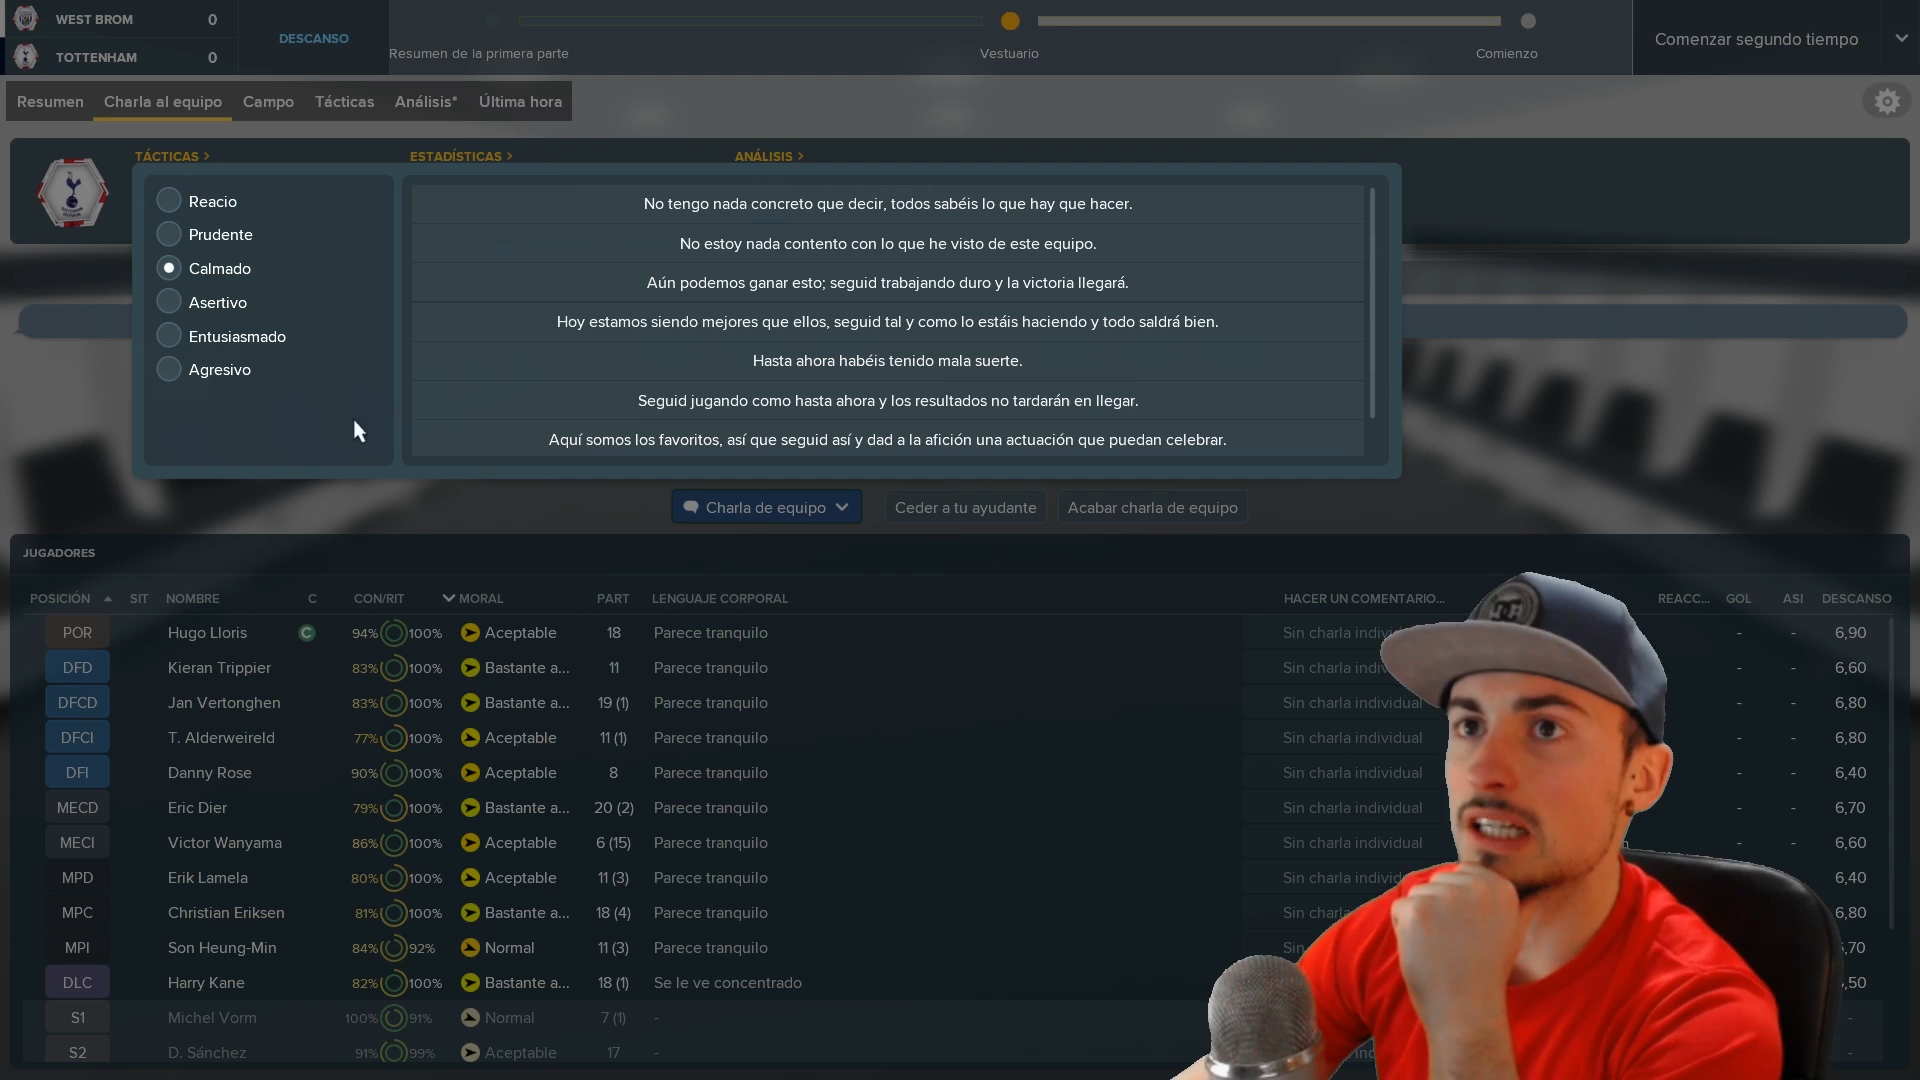 WEST BROM 0
TOTTENHAM 0
DESCANSO
Resumen de la primera parte
Vestuario
Comienzo
Comenzar segundo tiempo
Resumen Charla al equipo Campo Tácticas Análisis* Última hora
TÁCTICAS > ESTADÍSTICAS > ANÁLISIS >
Reacio
Prudente
Calmado
Asertivo
Entusiasmado
Agresivo
No tengo nada concreto que decir, todos sabéis lo que hay que hacer.
No estoy nada contento con lo que he visto de este equipo.
Aún podemos ganar esto; seguid trabajando duro y la victoria llegará.
Hoy estamos siendo mejores que ellos, seguid tal y como lo estáis haciendo y todo saldrá bien.
Hasta ahora habéis tenido mala suerte.
Seguid jugando como hasta ahora y los resultados no tardarán en llegar.
Aquí somos los favoritos, así que seguid así y dad a la afición una actuación que puedan celebrar.
Charla de equipo Ceder a tu ayudante Acabar charla de equipo
JUGADORES
POSICIÓN SIT NOMBRE C CON/RIT MORAL PART LENGUAJE CORPORAL HACER UN COMENTARIO... REACC... GOL ASI DESCANSO
POR Hugo Lloris C 94% 100% Aceptable 18 Parece tranquilo Sin charla - - 6,90
DFD Kieran Trippier 83% 100% Bastante a... 11 Parece tranquilo Sin charla - - 6,60
DFCD Jan Vertonghen 83% 100% Bastante a... 19 (1) Parece tranquilo Sin charla individual - - 6,80
DFCI T. Alderweireld 77% 100% Aceptable 11 (1) Parece tranquilo Sin charla individual - - 6,80
DFI Danny Rose 90% 100% Aceptable 8 Parece tranquilo Sin charla individual - - 6,40
MECD Eric Dier 79% 100% Bastante a... 20 (2) Parece tranquilo Sin charla individual - - 6,70
MECI Victor Wanyama 86% 100% Aceptable 6 (15) Parece tranquilo Sin charla individual - - 6,60
MPD Erik Lamela 80% 100% Aceptable 11 (3) Parece tranquilo Sin charla - - 6,40
MPC Christian Eriksen 81% 100% Bastante a... 18 (4) Parece tranquilo Sin charla 6,80
MPI Son Heung-Min 84% 92% Normal 11 (3) Parece tranquilo Sin ,70
DLC Harry Kane 82% 100% Bastante a... 18 (1) Se le ve concentrado ,50
S1 Michel Vorm 100% 91% Normal 7 (1) - -
S2 D. Sánchez 91% 99% Aceptable 17 - -